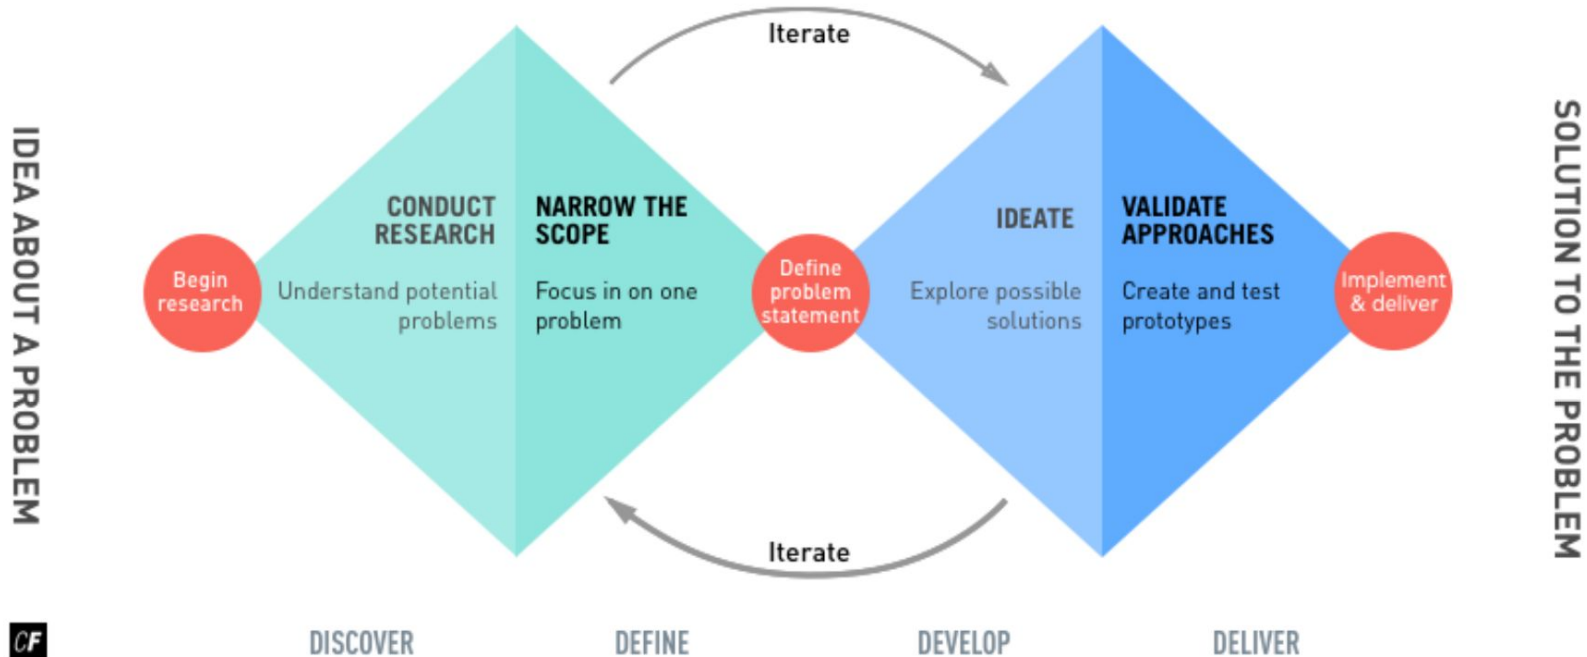 Iterate
IDEA ABOUT A PROBLEM
SOLUTION TO THE PROBLEM
Begin
research
CONDUCT
RESEARCH
Understand potential
problems
NARROW THE
SCOPE
Focus in on one
problem
Define
problem
statement
IDEATE
Explore possible
solutions
VALIDATE
APPROACHES
Create and test
prototypes
Implement
& deliver
Iterate
CF
DISCOVER
DEFINE
DEVELOP
DELIVER